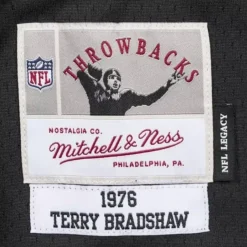 THROWBACKS
NFL
NOSTALGIA CO.
Mitchell & Ness
PHILADELPHIA, PA.
NFL LEGACY
1976
TERRY BRADSHAW